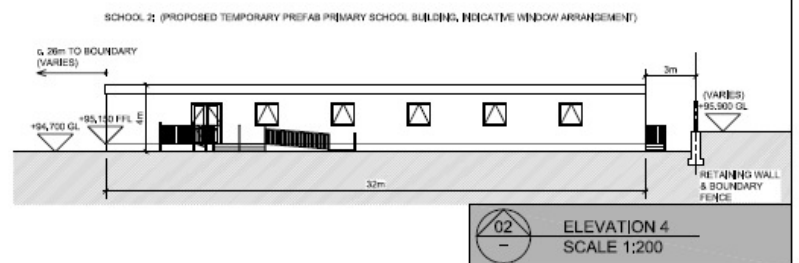 SCHOOL 2; (PROPOSED TEMPORARY PREFAB PRIMARY SCHOOL BUILDING, INDICATIVE WINDOW ARRANGEMENT)
c. 26m TO BOUNDARY
(VARIES)
3m
(VARIES)
+95.900 GL
4m
+95,150 FFL
+94,700 GL
32m
RETAINING WALL
& BOUNDARY
FENCE
02
–
ELEVATION 4
SCALE 1:200